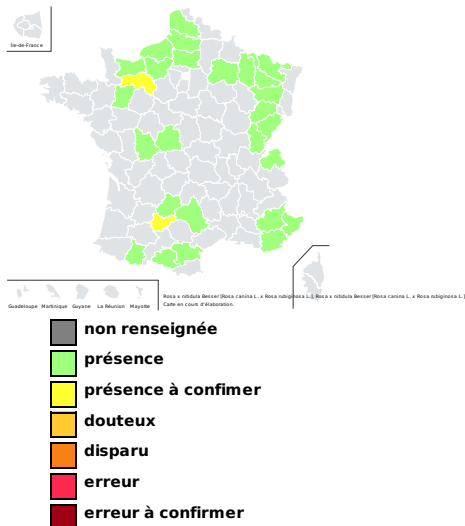 Île-de-France
Guadeloupe Martinique Guyane La Réunion Mayotte
Rosa x nitidula Besser [Rosa canina L. x Rosa rubiginosa L.], Rosa x nitidula Besser [Rosa canina L. x Rosa rubiginosa L.]
Carte en cours d'élaboration.
non renseignée
présence
présence à confimer
douteux
disparu
erreur
erreur à confirmer